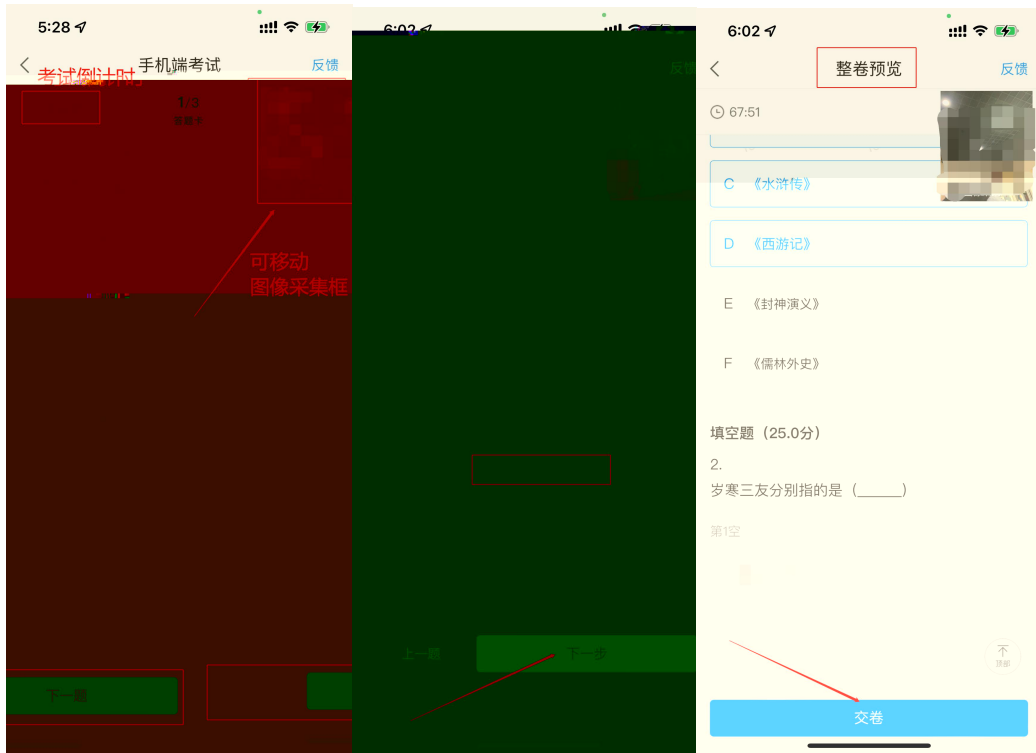 5:28
手机端考试
反馈
考试倒计时
1/3
答题卡
可移动
图像采集框
下一题
6:02
反馈
上一题
下一步
6:02
整卷预览
反馈
67:51
C 《水浒传》
D 《西游记》
E 《封神演义》
F 《儒林外史》
填空题（25.0分）
2.
岁寒三友分别指的是（______）
第1空
顶部
交卷